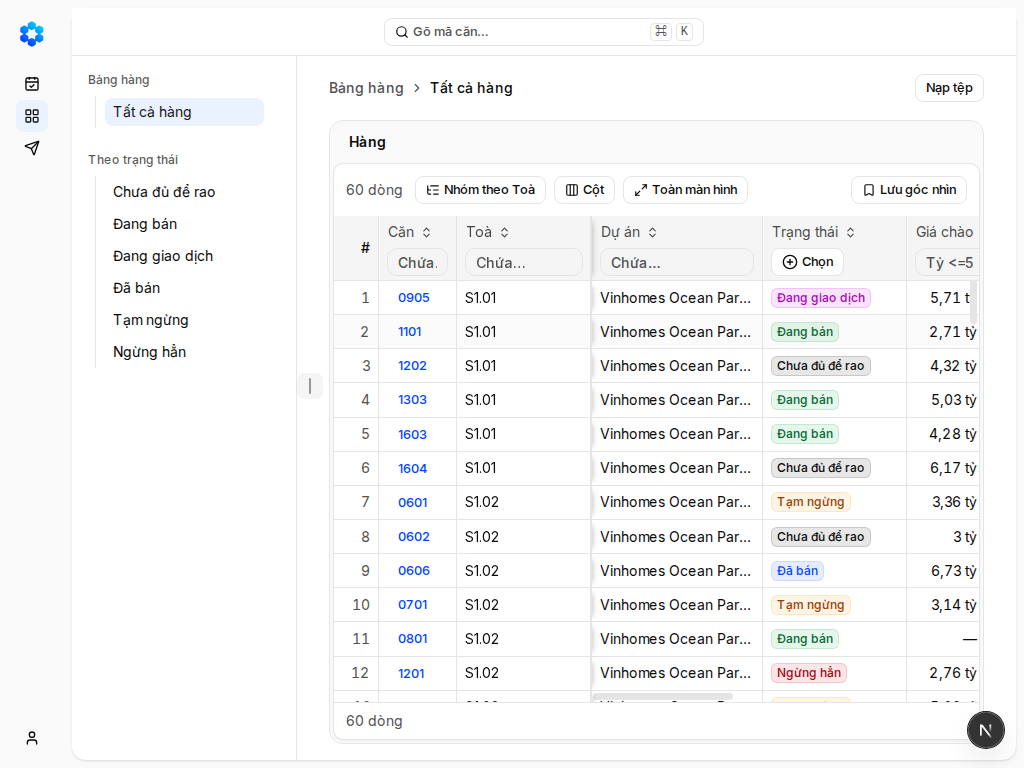 Gõ mã căn... ⌘ K
Bảng hàng
Tất cả hàng
Theo trạng thái
Chưa đủ để rao
Đang bán
Đang giao dịch
Đã bán
Tạm ngừng
Ngừng hẳn
Bảng hàng > Tất cả hàng
Nạp tệp
Hàng
60 dòng Nhóm theo Toà Cột Toàn màn hình Lưu góc nhìn
# Căn Toà Dự án Trạng thái Giá chào
Chứa. Chứa... Chứa... Chọn Tỷ <=5
1 0905 S1.01 Vinhomes Ocean Par... Đang giao dịch 5,71 tỷ
2 1101 S1.01 Vinhomes Ocean Par... Đang bán 2,71 tỷ
3 1202 S1.01 Vinhomes Ocean Par... Chưa đủ để rao 4,32 tỷ
4 1303 S1.01 Vinhomes Ocean Par... Đang bán 5,03 tỷ
5 1603 S1.01 Vinhomes Ocean Par... Đang bán 4,28 tỷ
6 1604 S1.01 Vinhomes Ocean Par... Chưa đủ để rao 6,17 tỷ
7 0601 S1.02 Vinhomes Ocean Par... Tạm ngừng 3,36 tỷ
8 0602 S1.02 Vinhomes Ocean Par... Chưa đủ để rao 3 tỷ
9 0606 S1.02 Vinhomes Ocean Par... Đã bán 6,73 tỷ
10 0701 S1.02 Vinhomes Ocean Par... Tạm ngừng 3,14 tỷ
11 0801 S1.02 Vinhomes Ocean Par... Đang bán —
12 1201 S1.02 Vinhomes Ocean Par... Ngừng hẳn 2,76 tỷ
60 dòng
N